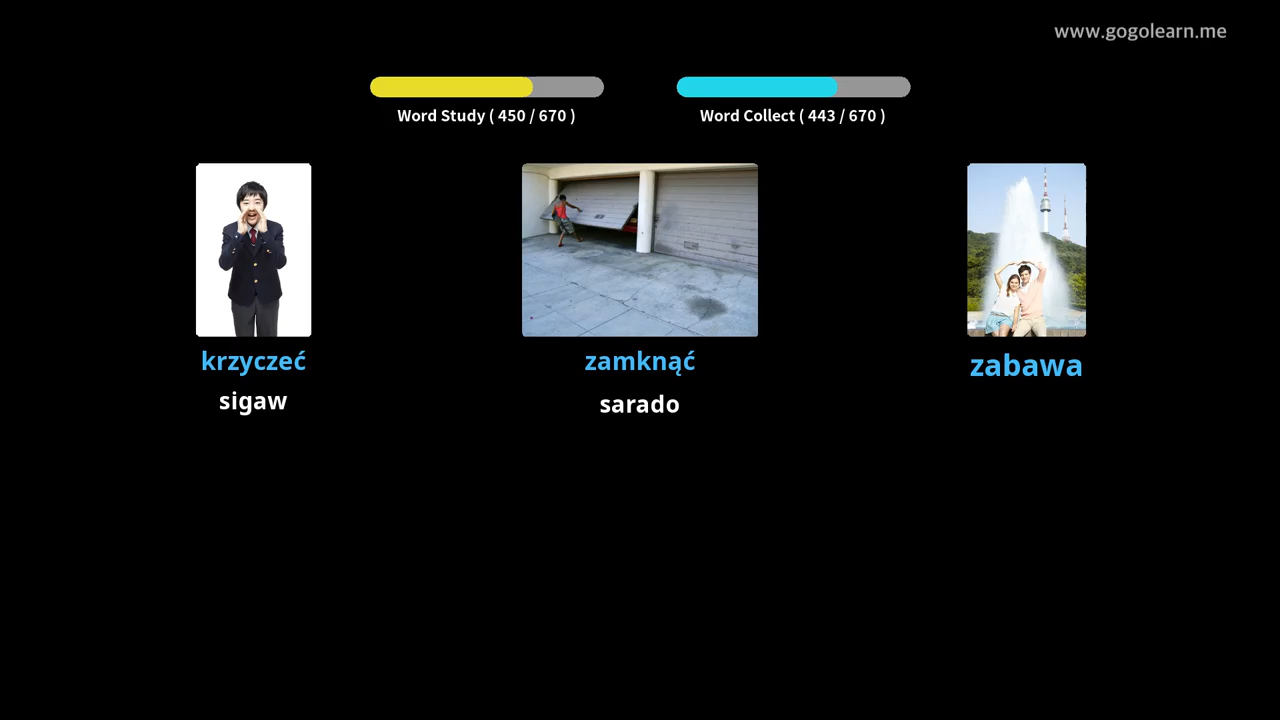 www.gogolearn.me
Word Study ( 450 / 670 )
Word Collect ( 443 / 670 )
krzyczeć
zamknąć
zabawa
sigaw
sarado